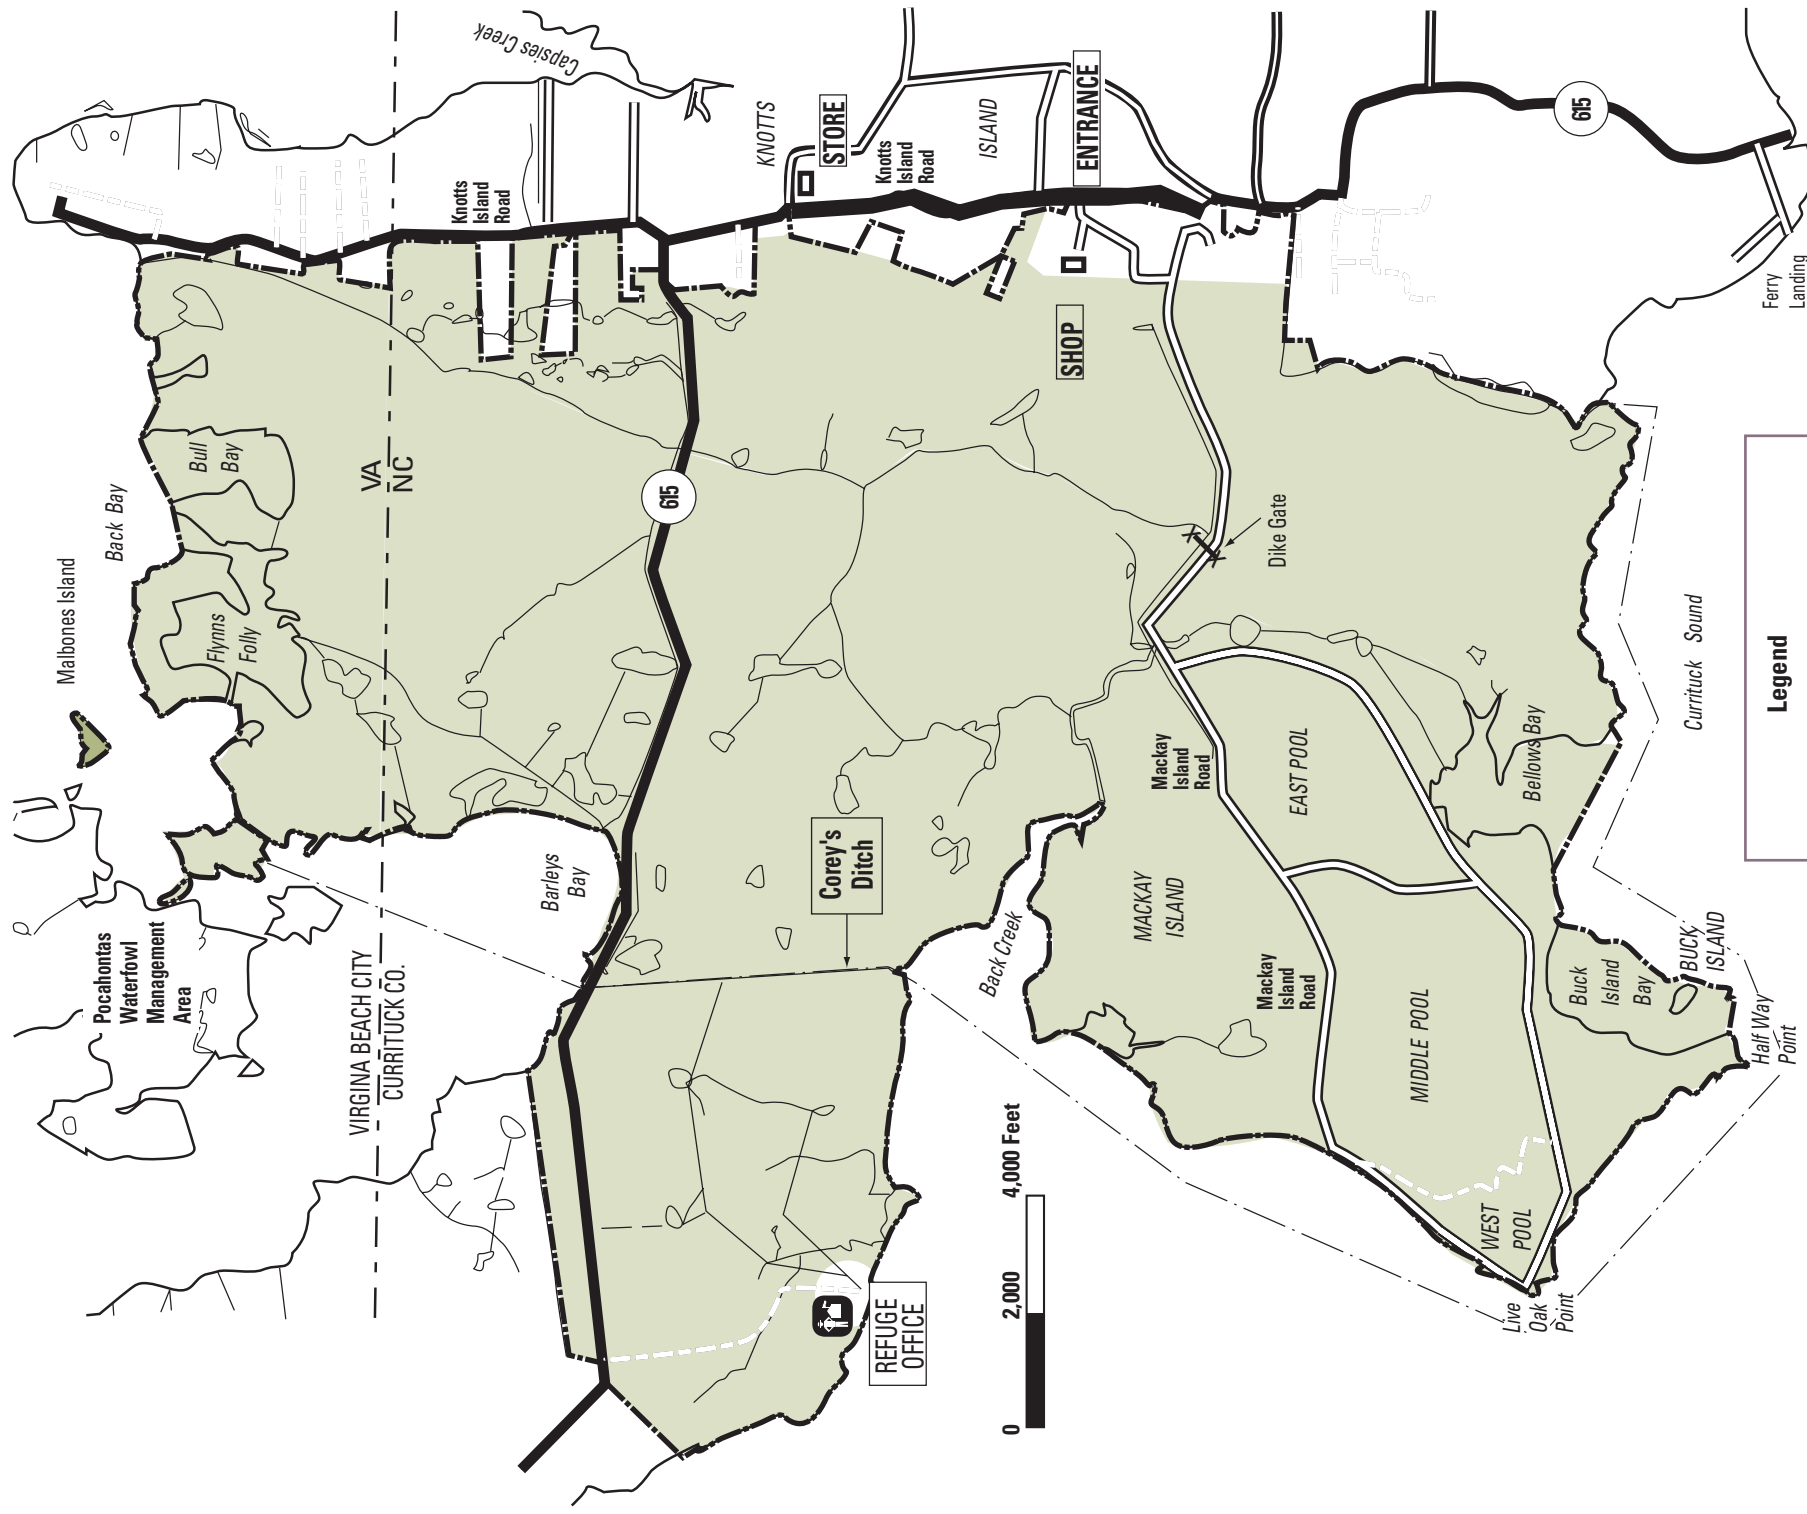 Malbones Island
Back Bay
Bull
Bay
Flynns
Folly
Capsies Creek
Knotts
Island
Road
VA
NC
615
KNOTTS
STORE
Knotts
Island
Road
ISLAND
ENTRANCE
SHOP
615
Ferry
Landing
Dike Gate
Pocahontas
Waterfowl
Management
Area
VIRGINA BEACH CITY
CURRITUCK CO.
Barleys
Bay
Corey's
Ditch
Back Creek
MACKAY
ISLAND
Mackay
Island
Road
EAST POOL
Bellows Bay
Currituck Sound
Mackay
Island
Road
MIDDLE POOL
Buck
Island
Bay
BUCK
ISLAND
Half Way
Point
WEST
POOL
Live
Oak
Point
REFUGE
OFFICE
0 2,000 4,000 Feet
Legend